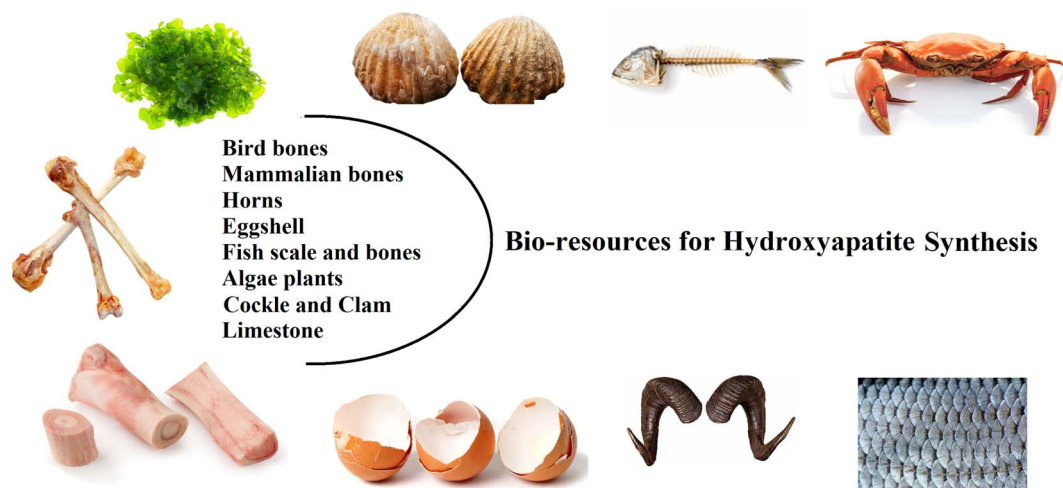 Bird bones
Mammalian bones
Horns
Eggshell
Fish scale and bones
Algae plants
Cockle and Clam
Limestone
Bio-resources for Hydroxyapatite Synthesis